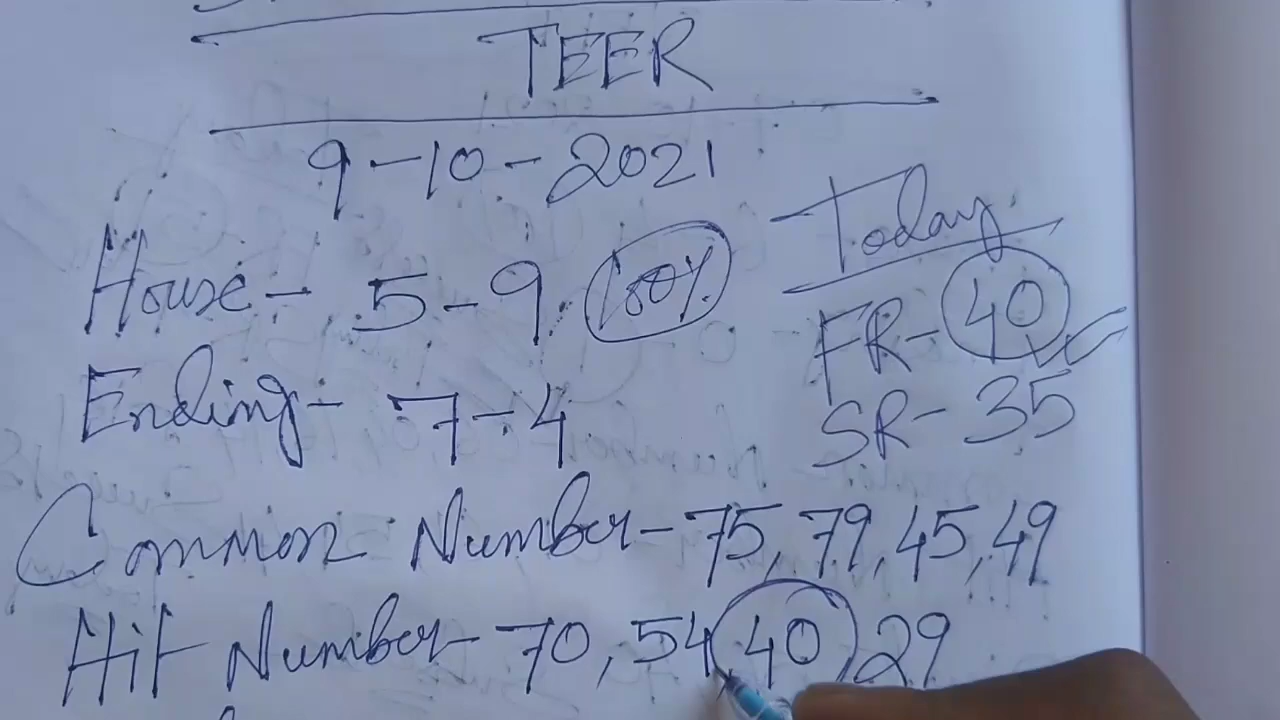 TEER
9-10-2021
House - 5-9 100%
Ending - 7-4
Common Number - 75, 79, 45, 49
Hit Number - 70, 54 40 29
Today
FR - 40
SR - 35